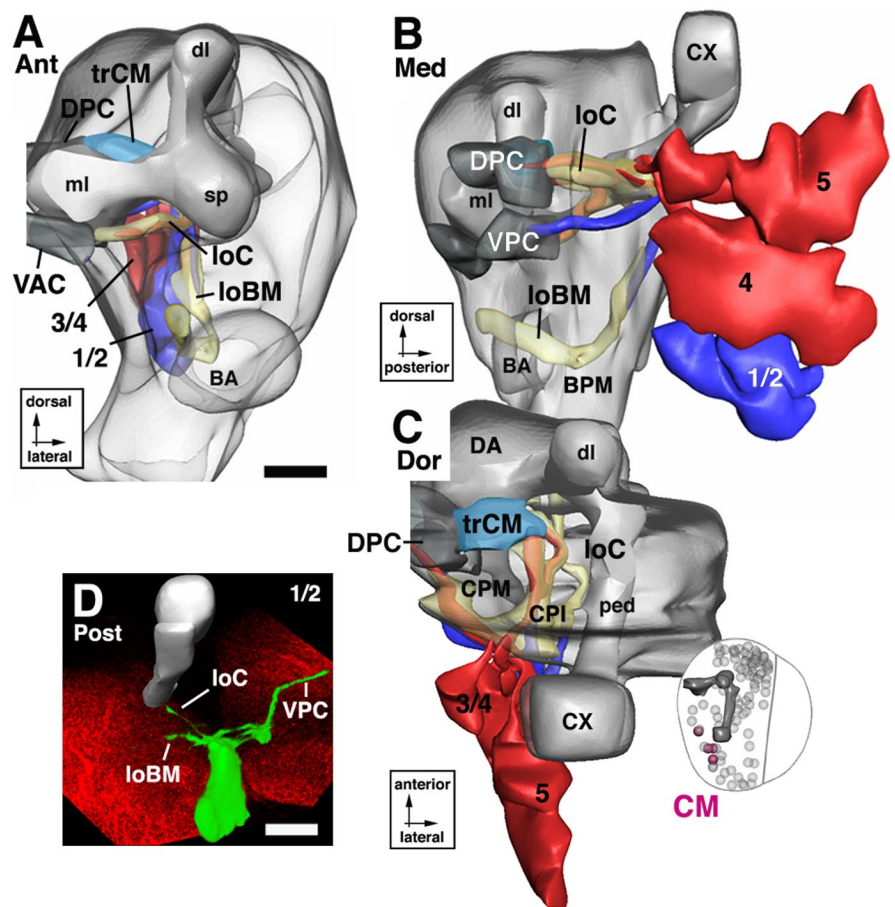 A
Ant
dl
trCM
DPC
ml
sp
loC
VAC
loBM
3/4
1/2
BA
dorsal
lateral
B
Med
CX
dl
loC
DPC
5
ml
VPC
4
loBM
dorsal
posterior
BA
BPM
1/2
C
Dor
DA
dl
trCM
DPC
loC
CPM
CPI
ped
3/4
CX
5
CM
anterior
lateral
D
1/2
Post
loC
VPC
loBM